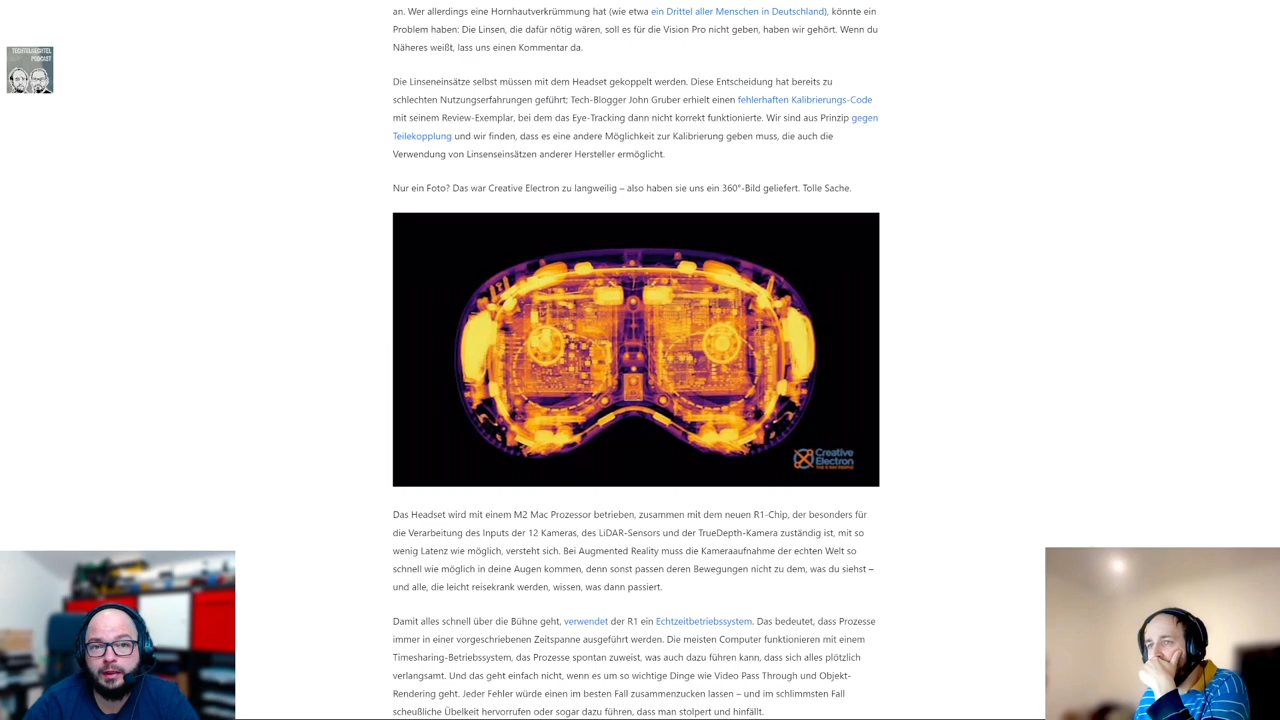 an. Wer allerdings eine Hornhautverkrümmung hat (wie etwa ein Drittel aller Menschen in Deutschland), könnte ein
Problem haben: Die Linsen, die dafür nötig wären, soll es für die Vision Pro nicht geben, haben wir gehört. Wenn du
Näheres weißt, lass uns einen Kommentar da.
TECHTELMECHTEL
PODCAST
Die Linseneinsätze selbst müssen mit dem Headset gekoppelt werden. Diese Entscheidung hat bereits zu
schlechten Nutzungserfahrungen geführt; Tech-Blogger John Gruber erhielt einen fehlerhaften Kalibrierungs-Code
mit seinem Review-Exemplar, bei dem das Eye-Tracking dann nicht korrekt funktionierte. Wir sind aus Prinzip gegen
Teilekopplung und wir finden, dass es eine andere Möglichkeit zur Kalibrierung geben muss, die auch die
Verwendung von Linsenseinsätzen anderer Hersteller ermöglicht.
Nur ein Foto? Das war Creative Electron zu langweilig – also haben sie uns ein 360°-Bild geliefert. Tolle Sache.
Creative
Electron
Das Headset wird mit einem M2 Mac Prozessor betrieben, zusammen mit dem neuen R1-Chip, der besonders für
die Verarbeitung des Inputs der 12 Kameras, des LiDAR-Sensors und der TrueDepth-Kamera zuständig ist, mit so
wenig Latenz wie möglich, versteht sich. Bei Augmented Reality muss die Kameraaufnahme der echten Welt so
schnell wie möglich in deine Augen kommen, denn sonst passen deren Bewegungen nicht zu dem, was du siehst –
und alle, die leicht reisekrank werden, wissen, was dann passiert.
Damit alles schnell über die Bühne geht, verwendet der R1 ein Echtzeitbetriebssystem. Das bedeutet, dass Prozesse
immer in einer vorgeschriebenen Zeitspanne ausgeführt werden. Die meisten Computer funktionieren mit einem
Timesharing-Betriebssystem, das Prozesse spontan zuweist, was auch dazu führen kann, dass sich alles plötzlich
verlangsamt. Und das geht einfach nicht, wenn es um so wichtige Dinge wie Video Pass Through und Objekt-
Rendering geht. Jeder Fehler würde einen im besten Fall zusammenzucken lassen – und im schlimmsten Fall
scheußliche Übelkeit hervorrufen oder sogar dazu führen, dass man stolpert und hinfällt.